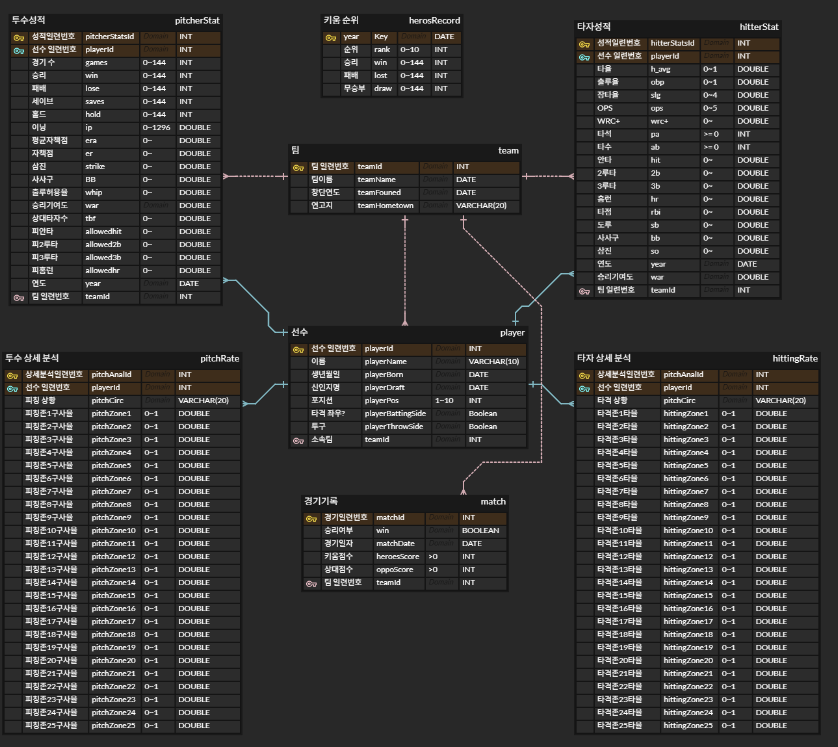 투수성적 pitcherStat
성적일련번호 pitcherStatsId Domain INT
선수 일련번호 playerId Domain INT
경기 수 games 0~144 INT
승리 win 0~144 INT
패배 lose 0~144 INT
세이브 saves 0~144 INT
홀드 hold 0~144 INT
이닝 ip 0~1296 DOUBLE
평균자책점 era 0~ DOUBLE
자책점 er 0~ DOUBLE
삼진 strike 0~ DOUBLE
사사구 BB 0~ DOUBLE
출루허용율 whip 0~ DOUBLE
승리기여도 war Domain DOUBLE
상대타자수 tbf 0~ DOUBLE
피안타 allowedhit 0~ DOUBLE
피2루타 allowed2b 0~ DOUBLE
피3루타 allowed3b 0~ DOUBLE
피홈런 allowedhr 0~ DOUBLE
연도 year Domain DATE
팀 일련번호 teamId Domain INT
키움 순위 herosRecord
year Key Domain DATE
순위 rank 0~10 INT
승리 win 0~144 INT
패배 lost 0~144 INT
무승부 draw 0~144 INT
타자성적 hitterStat
성적일련번호 hitterStatsId Domain INT
선수 일련번호 playerId Domain INT
타율 h_avg 0~1 DOUBLE
출루율 obp 0~1 DOUBLE
장타율 slg 0~4 DOUBLE
OPS ops 0~5 DOUBLE
WRC+ wrc+ 0~ DOUBLE
타석 pa >=0 INT
타수 ab >=0 INT
안타 hit 0~ DOUBLE
2루타 2b 0~ DOUBLE
3루타 3b 0~ DOUBLE
홈런 hr 0~ DOUBLE
타점 rbi 0~ DOUBLE
도루 sb 0~ DOUBLE
사사구 bb 0~ DOUBLE
삼진 so 0~ DOUBLE
연도 year Domain DATE
승리기여도 war Domain DOUBLE
팀 일련번호 teamId Domain INT
팀 team
팀 일련번호 teamId Domain INT
팀이름 teamName Domain DATE
창단연도 teamFouned Domain DATE
연고지 teamHometown Domain VARCHAR(20)
선수 player
선수 일련번호 playerId Domain INT
이름 playerName Domain VARCHAR(10)
생년월일 playerBorn Domain DATE
신인지명 playerDraft Domain DATE
포지션 playerPos 1~10 INT
타격 좌우? playerBattingSide Domain Boolean
투구 playerThrowSide Domain Boolean
소속팀 teamId Domain INT
투수 상세 분석 pitchRate
상세분석일련번호 pitchAnalId Domain INT
선수 일련번호 playerId Domain INT
피칭 상황 pitchCirc Domain VARCHAR(20)
피칭존1구사율 pitchZone1 0~1 DOUBLE
피칭존2구사율 pitchZone2 0~1 DOUBLE
피칭존3구사율 pitchZone3 0~1 DOUBLE
피칭존4구사율 pitchZone4 0~1 DOUBLE
피칭존5구사율 pitchZone5 0~1 DOUBLE
피칭존6구사율 pitchZone6 0~1 DOUBLE
피칭존7구사율 pitchZone7 0~1 DOUBLE
피칭존8구사율 pitchZone8 0~1 DOUBLE
피칭존9구사율 pitchZone9 0~1 DOUBLE
피칭존10구사율 pitchZone10 0~1 DOUBLE
피칭존11구사율 pitchZone11 0~1 DOUBLE
피칭존12구사율 pitchZone12 0~1 DOUBLE
피칭존13구사율 pitchZone13 0~1 DOUBLE
피칭존14구사율 pitchZone14 0~1 DOUBLE
피칭존15구사율 pitchZone15 0~1 DOUBLE
피칭존16구사율 pitchZone16 0~1 DOUBLE
피칭존17구사율 pitchZone17 0~1 DOUBLE
피칭존18구사율 pitchZone18 0~1 DOUBLE
피칭존19구사율 pitchZone19 0~1 DOUBLE
피칭존20구사율 pitchZone20 0~1 DOUBLE
피칭존21구사율 pitchZone21 0~1 DOUBLE
피칭존22구사율 pitchZone22 0~1 DOUBLE
피칭존23구사율 pitchZone23 0~1 DOUBLE
피칭존24구사율 pitchZone24 0~1 DOUBLE
피칭존25구사율 pitchZone25 0~1 DOUBLE
경기기록 match
경기일련번호 matchId Domain INT
승리여부 win Domain BOOLEAN
경기일자 matchDate Domain DATE
키움점수 heroesScore >0 INT
상대점수 oppoScore >0 INT
팀 일련번호 teamId Domain INT
타자 상세 분석 hittingRate
상세분석일련번호 pitchAnalId Domain INT
선수 일련번호 playerId Domain INT
타격 상황 pitchCirc Domain VARCHAR(20)
타격존1타율 hittingZone1 0~1 DOUBLE
타격존2타율 hittingZone2 0~1 DOUBLE
타격존3타율 hittingZone3 0~1 DOUBLE
타격존4타율 hittingZone4 0~1 DOUBLE
타격존5타율 hittingZone5 0~1 DOUBLE
타격존6타율 hittingZone6 0~1 DOUBLE
타격존7타율 hittingZone7 0~1 DOUBLE
타격존8타율 hittingZone8 0~1 DOUBLE
타격존9타율 hittingZone9 0~1 DOUBLE
타격존10타율 hittingZone10 0~1 DOUBLE
타격존11타율 hittingZone11 0~1 DOUBLE
타격존12타율 hittingZone12 0~1 DOUBLE
타격존13타율 hittingZone13 0~1 DOUBLE
타격존14타율 hittingZone14 0~1 DOUBLE
타격존15타율 hittingZone15 0~1 DOUBLE
타격존16타율 hittingZone16 0~1 DOUBLE
타격존17타율 hittingZone17 0~1 DOUBLE
타격존18타율 hittingZone18 0~1 DOUBLE
타격존19타율 hittingZone19 0~1 DOUBLE
타격존20타율 hittingZone20 0~1 DOUBLE
타격존21타율 hittingZone21 0~1 DOUBLE
타격존22타율 hittingZone22 0~1 DOUBLE
타격존23타율 hittingZone23 0~1 DOUBLE
타격존24타율 hittingZone24 0~1 DOUBLE
타격존25타율 hittingZone25 0~1 DOUBLE